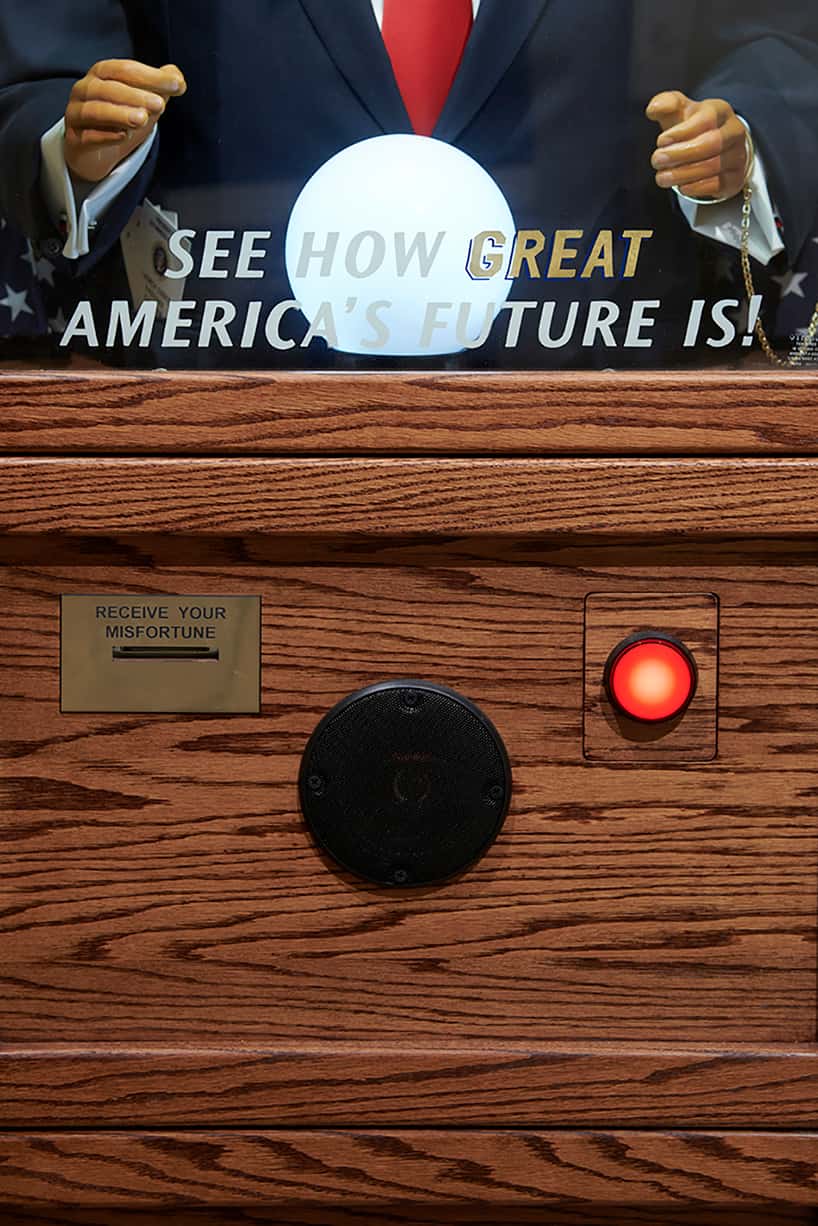 SEE HOW GREAT
AMERICA'S FUTURE IS!
RECEIVE YOUR
MISFORTUNE